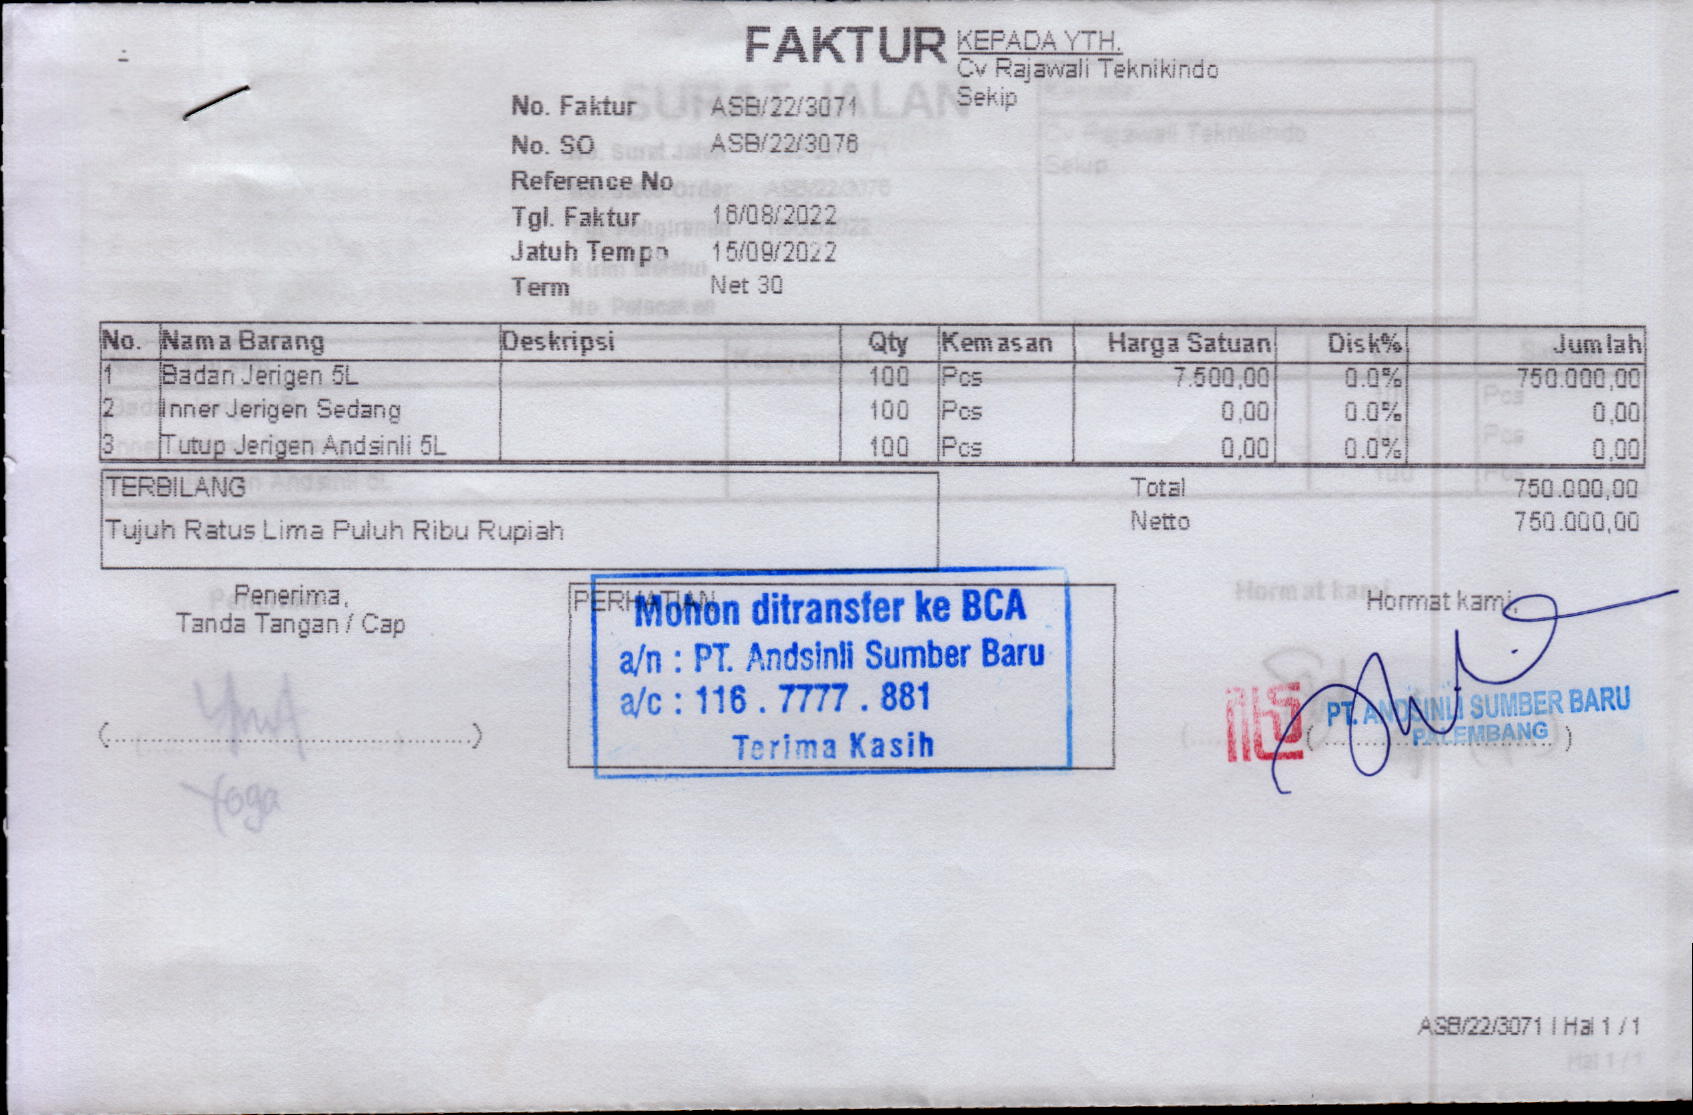 FAKTUR
KEPADA YTH.
Cv Rajawali Teknikindo
Sekip
No. Faktur ASB/22/3071
No. SO ASB/22/3076
Reference No
Tgl. Faktur 16/08/2022
Jatuh Tempo 15/09/2022
Term Net 30
No. Nama Barang Deskripsi Qty Kemasan Harga Satuan Disk% Jumlah
1 Badan Jerigen 5L 100 Pcs 7.500,00 0.0% 750.000,00
2 Inner Jerigen Sedang 100 Pcs 0,00 0.0% 0,00
3 Tutup Jerigen Andsinli 5L 100 Pcs 0,00 0.0% 0,00
TERBILANG
Tujuh Ratus Lima Puluh Ribu Rupiah
Total 750.000,00
Netto 750.000,00
Penerima,
Tanda Tangan / Cap
(......................................)
Yoga
PERHATIAN
Mohon ditransfer ke BCA
a/n : PT. Andsinli Sumber Baru
a/c : 116 . 7777 . 881
Terima Kasih
Hormat kami,
PT. ANDSINLI SUMBER BARU
PALEMBANG
ASB/22/3071 | Hal 1 / 1
Hal 1 / 1